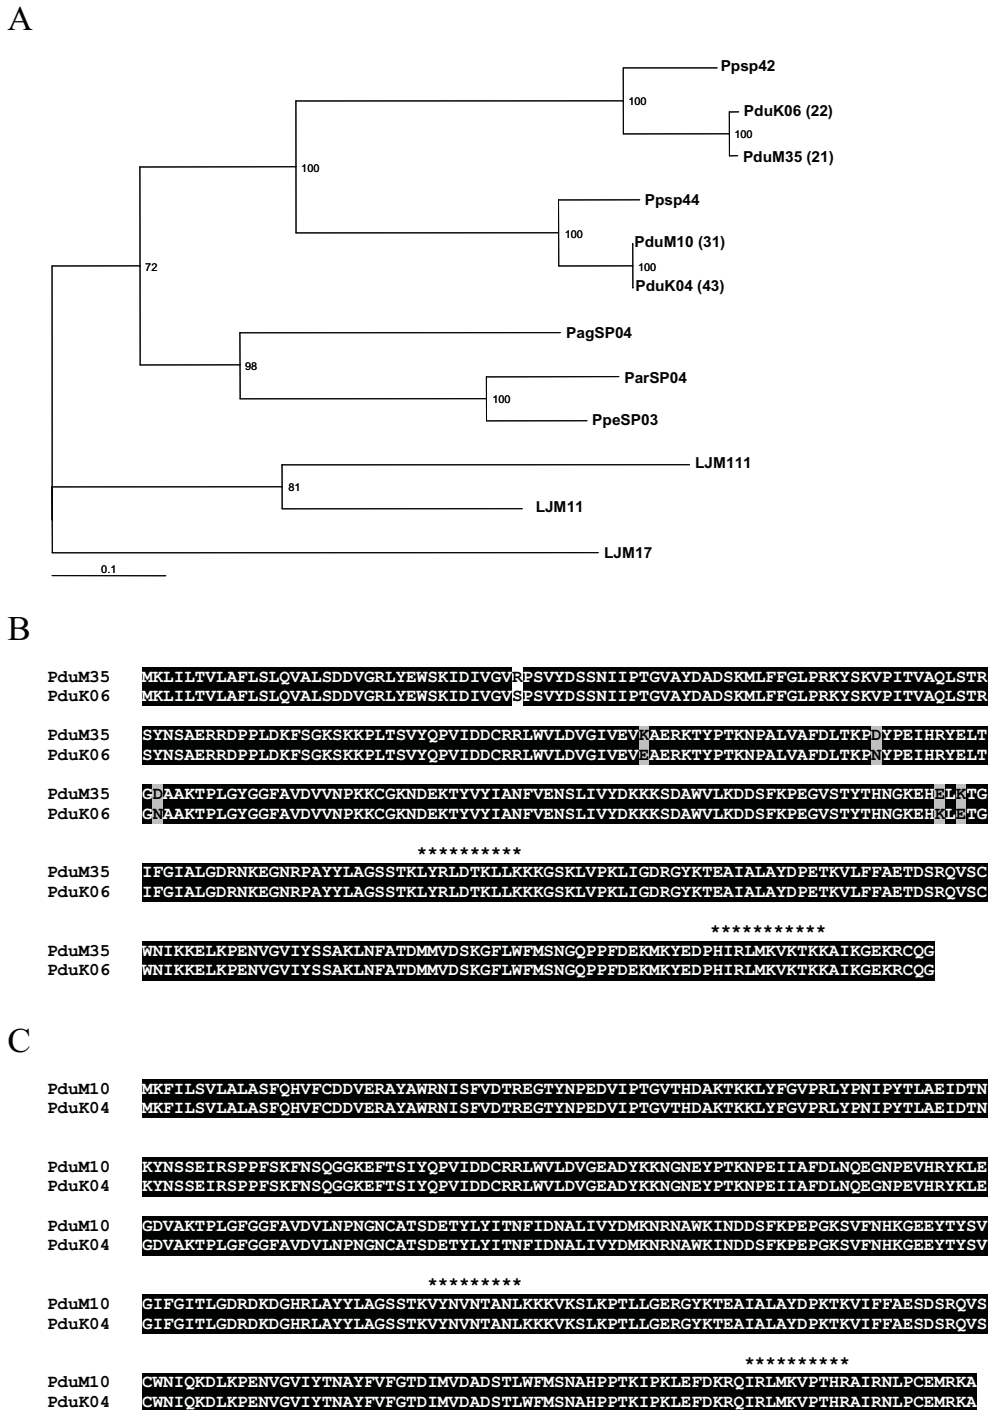 A
Ppsp42
100
PduK06 (22)
100
PduM35 (21)
100
Ppsp44
100
PduM10 (31)
100
PduK04 (43)
72
PagSP04
98
ParSP04
100
PpeSP03
LJM111
81
LJM11
LJM17
0.1
B
PduM35 MKLILTVLAFLSLQVALSDDVGRLYEWSKIDIVGVRPSVYDSSNIIPTGVAYDADSKMLFFGLPRKYSKVPITVAQLSTR
PduK06 MKLILTVLAFLSLQVALSDDVGRLYEWSKIDIVGVSPSVYDSSNIIPTGVAYDADSKMLFFGLPRKYSKVPITVAQLSTR
PduM35 SYNSAERRDPPLDKFSGKSKKPLTSVYQPVIDDCRRLWVLDVGIVEVKAERKTYPTKNPALVAFDLTKPDYPEIHRYELT
PduK06 SYNSAERRDPPLDKFSGKSKKPLTSVYQPVIDDCRRLWVLDVGIVEVEAERKTYPTKNPALVAFDLTKPNYPEIHRYELT
PduM35 GDAAKTPLGYGGFAVDVVNPKKCGKNDEKTYVYIANFVENSLIVYDKKKSDAWVLKDDSFKPEGVSTYTHNGKEHELKTG
PduK06 GNAAKTPLGYGGFAVDVVNPKKCGKNDEKTYVYIANFVENSLIVYDKKKSDAWVLKDDSFKPEGVSTYTHNGKEHKLETG
**********
PduM35 IFGIALGDRNKEGNRPAYYLAGSSTKLYRLDTKLLKKKGSKLVPKLIGDRGYKTEAIALAYDPETKVLFFAETDSRQVSC
PduK06 IFGIALGDRNKEGNRPAYYLAGSSTKLYRLDTKLLKKKGSKLVPKLIGDRGYKTEAIALAYDPETKVLFFAETDSRQVSC
***********
PduM35 WNIKKELKPENVGVIYSSAKLNFATDMMVDSKGFLWFMSNGQPPFDEKMKYEDPHIRLMKVKTKKAIKGEKRCQG
PduK06 WNIKKELKPENVGVIYSSAKLNFATDMMVDSKGFLWFMSNGQPPFDEKMKYEDPHIRLMKVKTKKAIKGEKRCQG
C
PduM10 MKFILSVLALASFQHVFCDDVERAYAWRNISFVDTREGTYNPEDVIPTGVTHDAKTKKLYFGVPRLYPNIPYTLAEIDTN
PduK04 MKFILSVLALASFQHVFCDDVERAYAWRNISFVDTREGTYNPEDVIPTGVTHDAKTKKLYFGVPRLYPNIPYTLAEIDTN
PduM10 KYNSSEIRSPPFSKFNSQGGKEFTSIYQPVIDDCRRLWVLDVGEADYKKNGNEYPTKNPEIIAFDLNQEGNPEVHRYKLE
PduK04 KYNSSEIRSPPFSKFNSQGGKEFTSIYQPVIDDCRRLWVLDVGEADYKKNGNEYPTKNPEIIAFDLNQEGNPEVHRYKLE
PduM10 GDVAKTPLGFGGFAVDVLNPNGNCATSDETYLYITNFIDNALIVYDMKNRNAWKINDDSFKPEPGKSVFNHKGEEYTYSV
PduK04 GDVAKTPLGFGGFAVDVLNPNGNCATSDETYLYITNFIDNALIVYDMKNRNAWKINDDSFKPEPGKSVFNHKGEEYTYSV
*********
PduM10 GIFGITLGDRDKDGHRLAYYLAGSSTKVYNVNTANLKKKVKSLKPTLLGERGYKTEAIALAYDPKTKVIFFAESDSRQVS
PduK04 GIFGITLGDRDKDGHRLAYYLAGSSTKVYNVNTANLKKKVKSLKPTLLGERGYKTEAIALAYDPKTKVIFFAESDSRQVS
**********
PduM10 CWNIQKDLKPENVGVIYTNAYFVFGTDIMVDADSTLWFMSNAHPPTKIPKLEFDKRQIRLMKVPTHRAIRNLPCEMRKA
PduK04 CWNIQKDLKPENVGVIYTNAYFVFGTDIMVDADSTLWFMSNAHPPTKIPKLEFDKRQIRLMKVPTHRAIRNLPCEMRKA